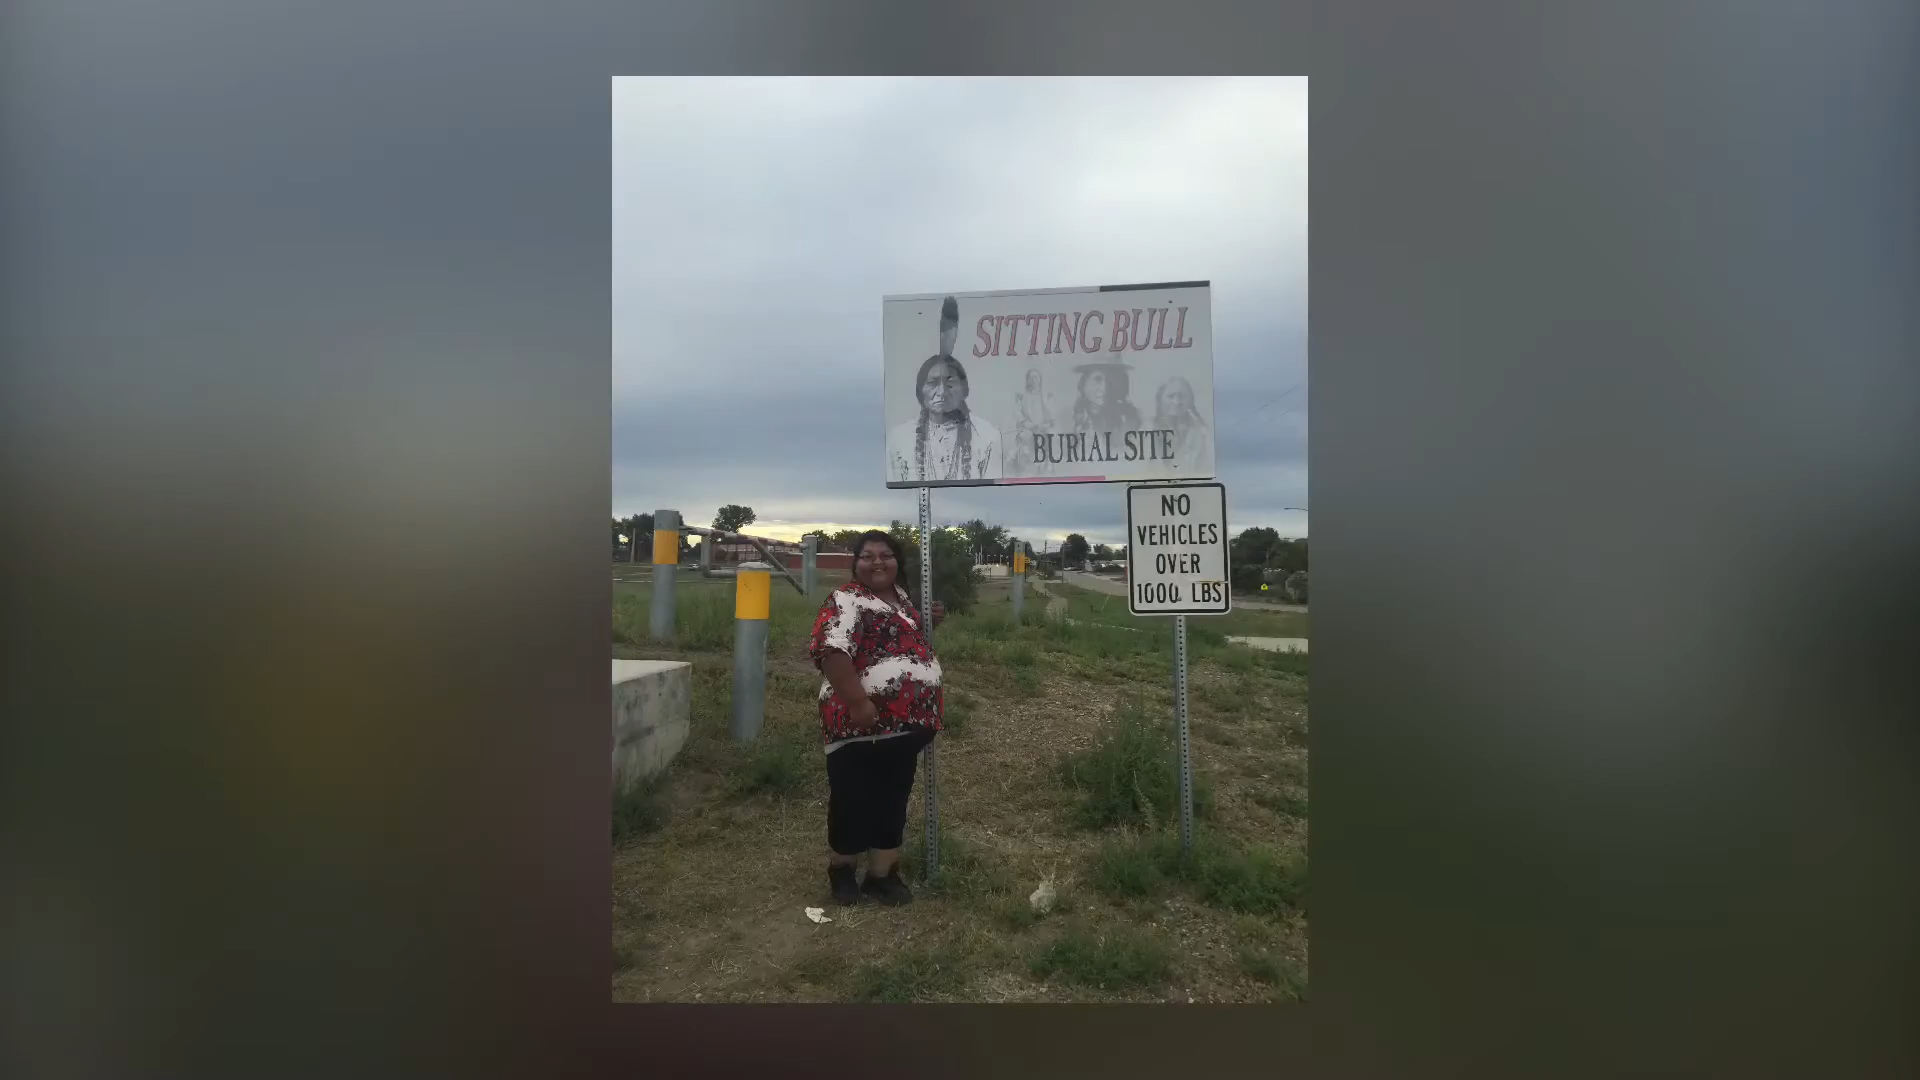 SITTING BULL
BURIAL SITE
NO
VEHICLES
OVER
1000 LBS